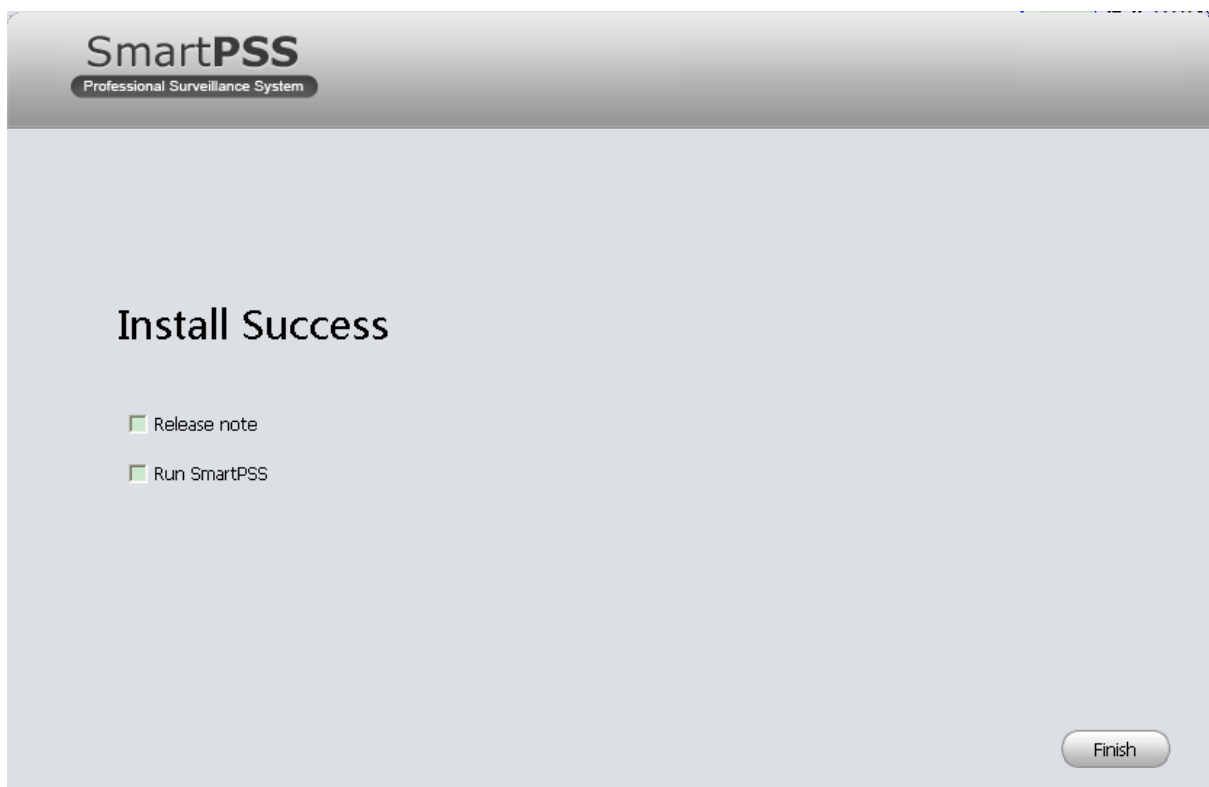 SmartPSS
Professional Surveillance System
Install Success
Release note
Run SmartPSS
Finish